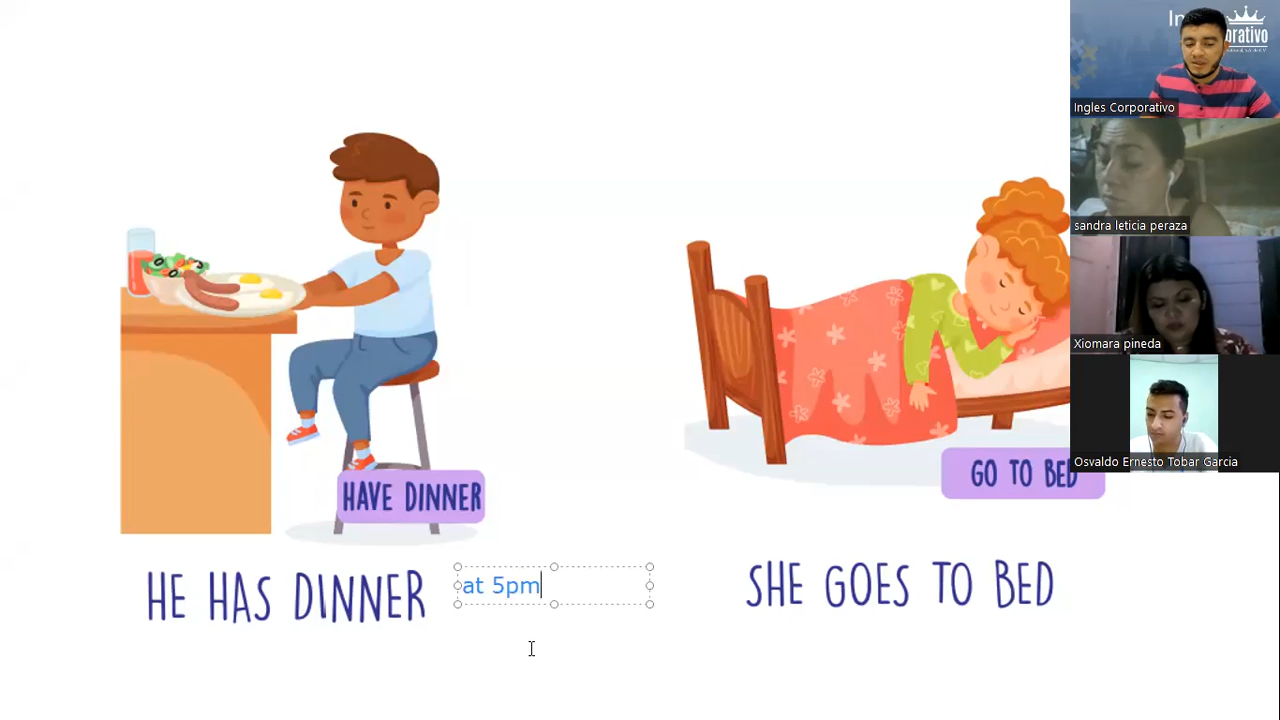 HAVE DINNER
HE HAS DINNER
at 5pm
GO TO BED
SHE GOES TO BED
Ingles Corporativo
sandra leticia peraza
Xiomara pineda
Osvaldo Ernesto Tobar Garcia